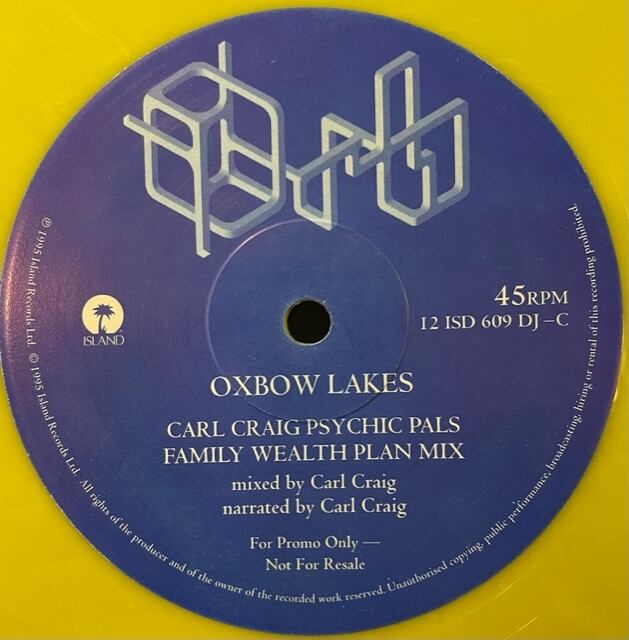 Orb
ISLAND
45RPM
12 ISD 609 DJ –C
OXBOW LAKES
CARL CRAIG PSYCHIC PALS
FAMILY WEALTH PLAN MIX
mixed by Carl Craig
narrated by Carl Craig
For Promo Only —
Not For Resale
℗ 1995 Island Records Ltd. © 1995 Island Records Ltd. All rights of the producer and of the owner of the recorded work reserved. Unauthorised copying, public performance, broadcasting, hiring or rental of this recording prohibited.